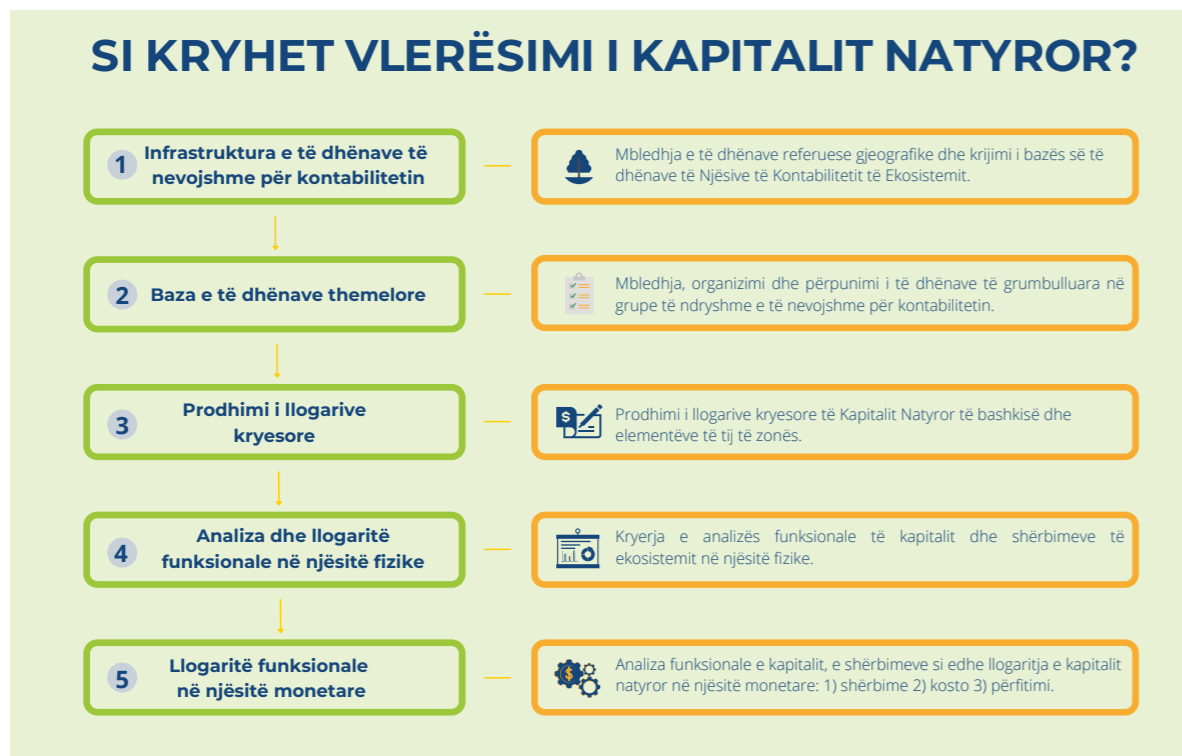 SI KRYHET VLERËSIMI I KAPITALIT NATYROR?
1
Infrastruktura e të dhënave të
nevojshme për kontabilitetin
Mbledhja e të dhënave referuese gjeografike dhe krijimi i bazës së të
dhënave të Njësive të Kontabilitetit të Ekosistemit.
2
Baza e të dhënave themelore
Mbledhja, organizimi dhe përpunimi i të dhënave të grumbulluara në
grupe të ndryshme e të nevojshme për kontabilitetin.
3
Prodhimi i llogarive
kryesore
Prodhimi i llogarive kryesore të Kapitalit Natyror të bashkisë dhe
elementëve të tij të zonës.
4
Analiza dhe llogaritë
funksionale në njësitë fizike
Kryerja e analizës funksionale të kapitalit dhe shërbimeve të
ekosistemit në njësitë fizike.
5
Llogaritë funksionale
në njësitë monetare
Analiza funksionale e kapitalit, e shërbimeve si edhe llogaritja e kapitalit
natyror në njësitë monetare: 1) shërbime 2) kosto 3) përfitimi.